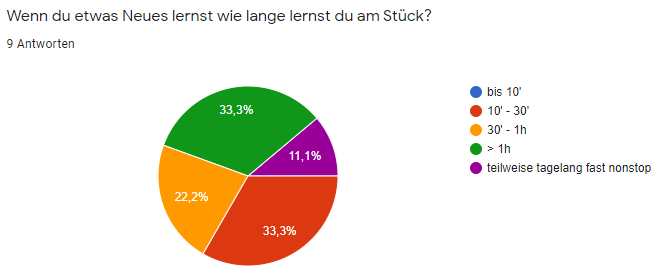 Wenn du etwas Neues lernst wie lange lernst du am Stück?
9 Antworten
33,3%
11,1%
22,2%
33,3%
bis 10'
10' - 30'
30' - 1h
> 1h
teilweise tagelang fast nonstop